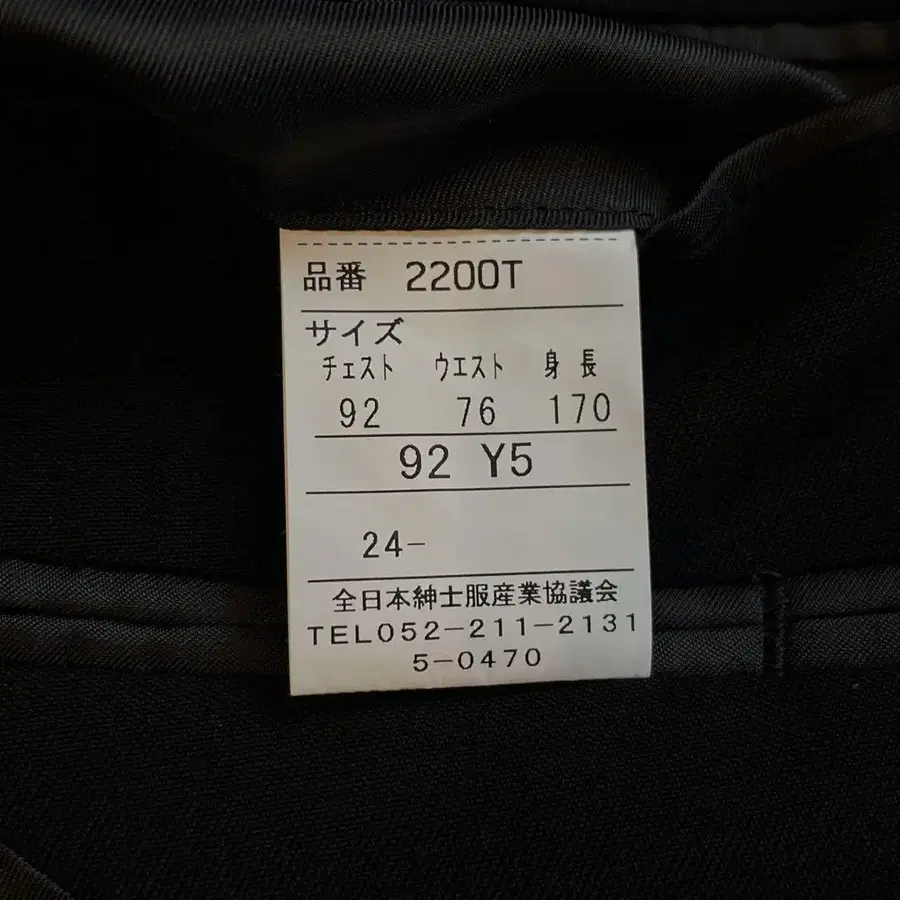 品番 2200T
サイズ
チェスト ウエスト 身長
92 76 170
92 Y5
24-
全日本紳士服産業協議会
TEL052-211-2131
5-0470